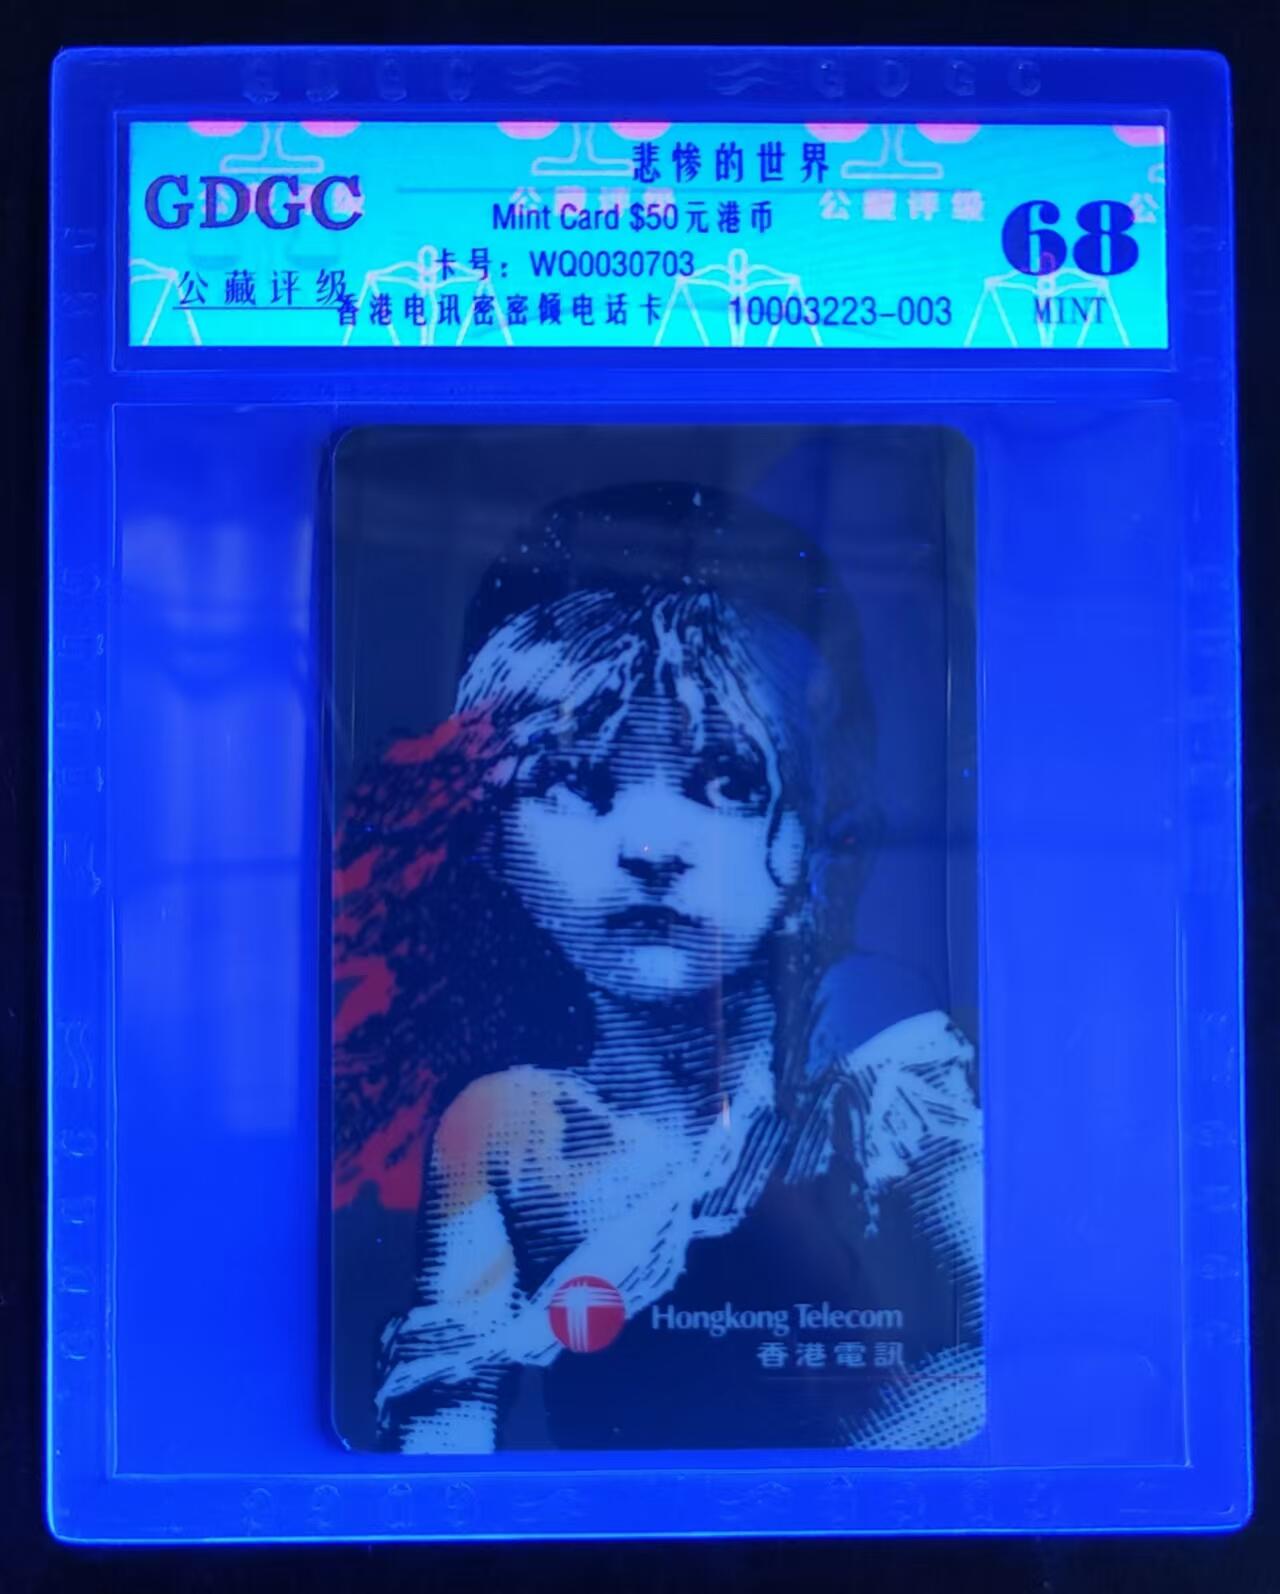 GDGC GDGC
悲惨的世界
GDGC
Mint Card $50元港币
68
卡号：WQ0030703
公藏评级
香港电讯密密倾电话卡 10003223-003
MINT
公藏评级
Hongkong Telecom
香港電訊